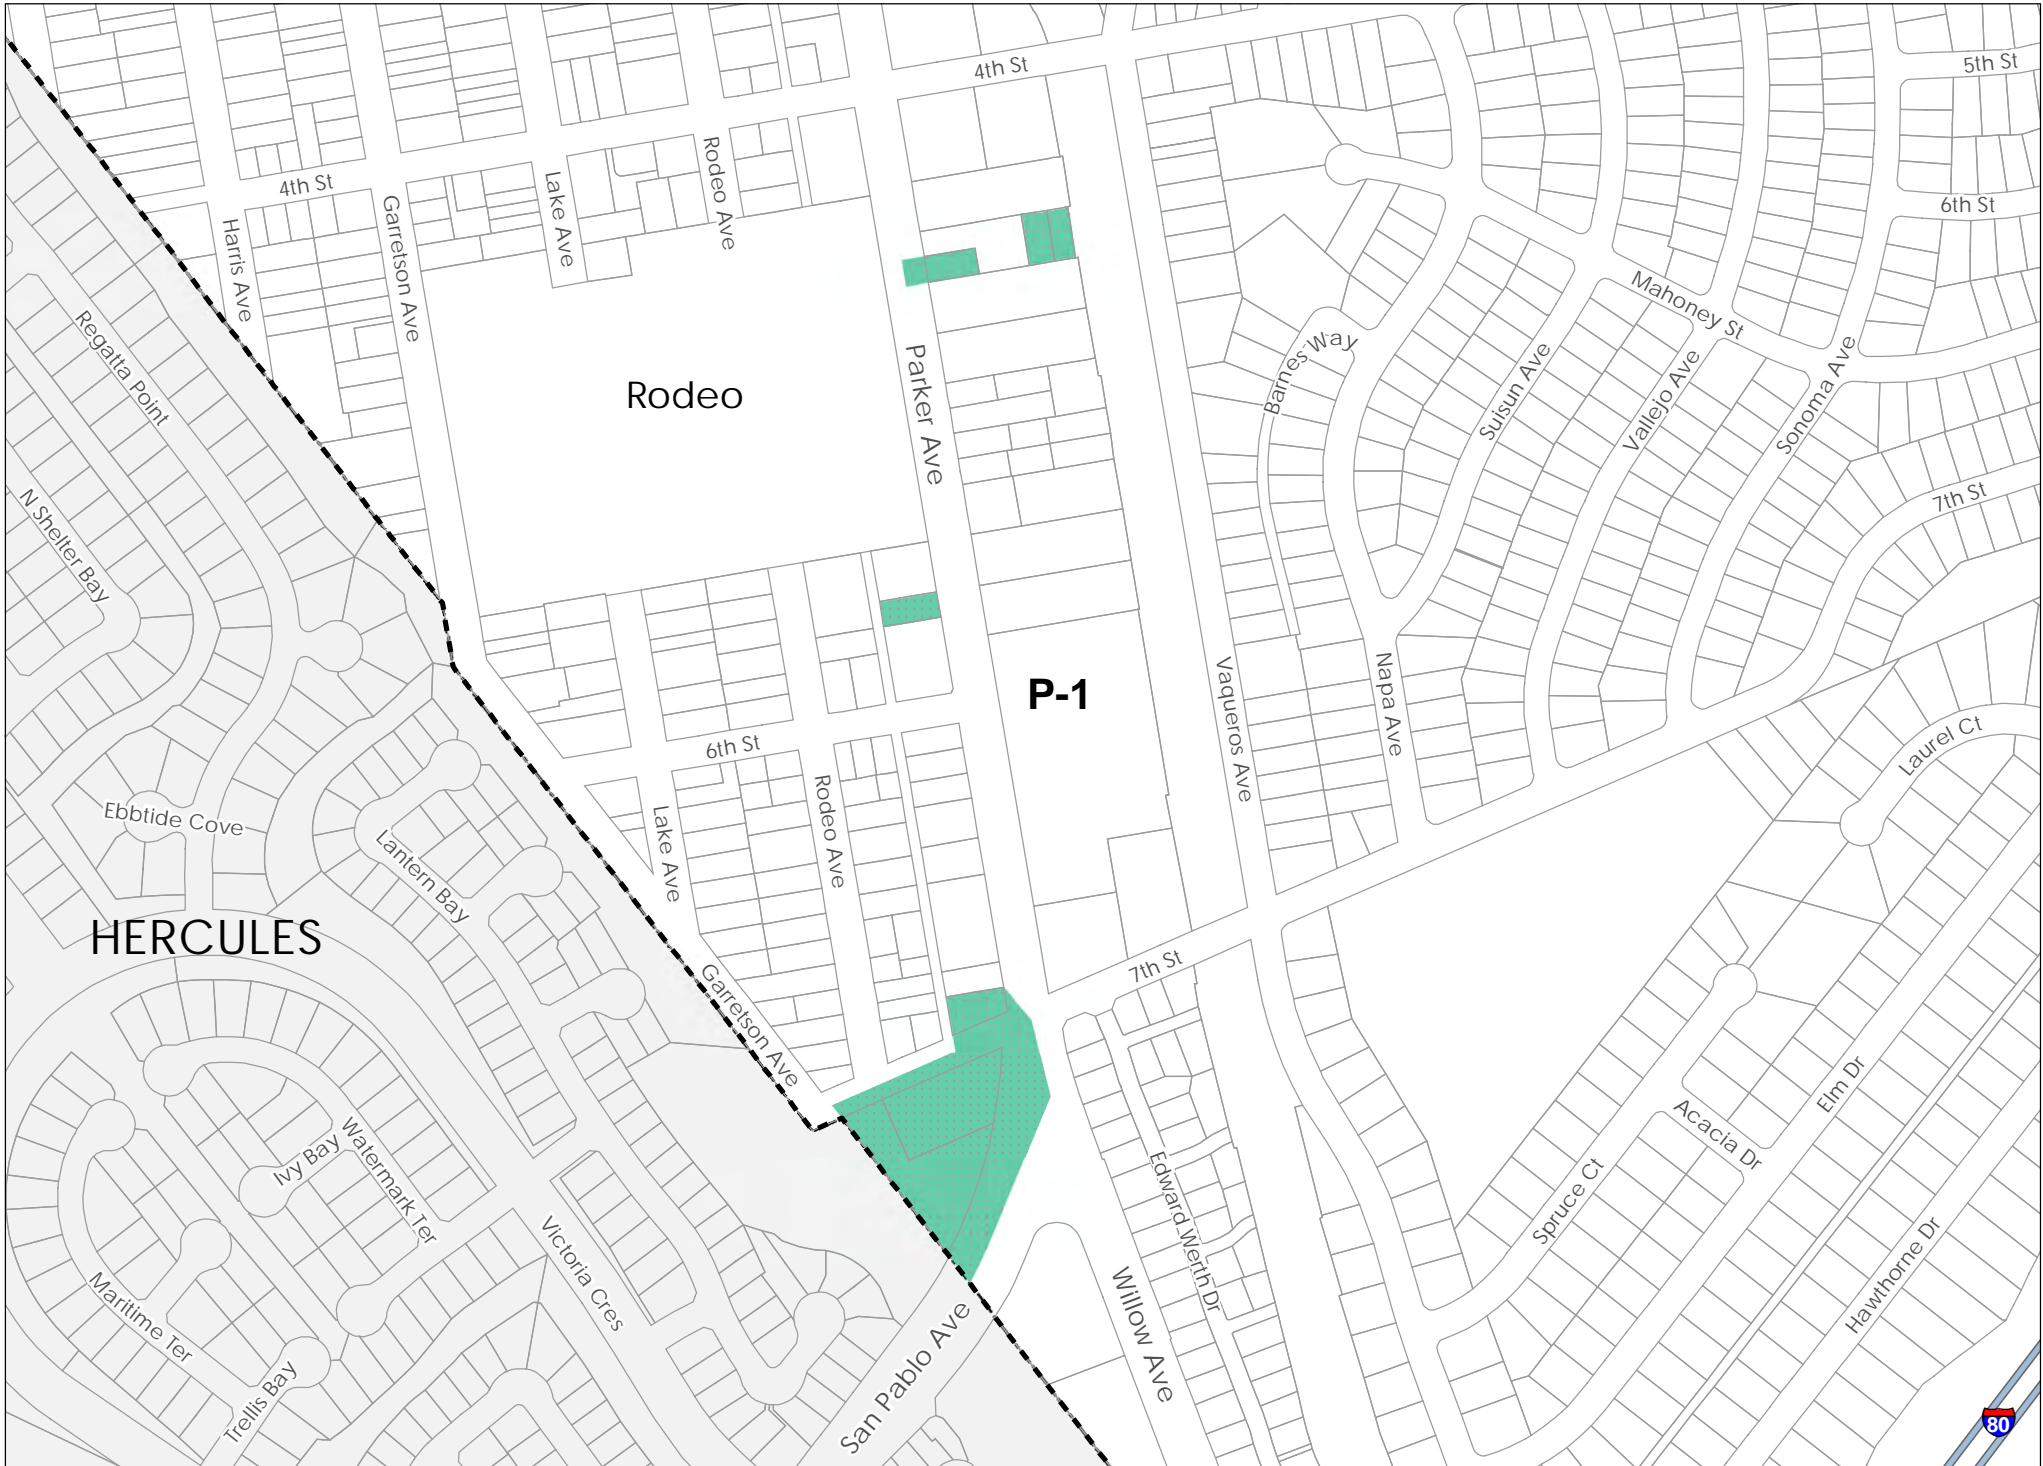 4th St
5th St
4th St
Harris Ave
Garretson Ave
Lake Ave
Rodeo Ave
6th St
Mahoney St
Regatta Point
Rodeo
Parker Ave
Barnes Way
Suisun Ave
Vallejo Ave
Sonoma Ave
7th St
N Shelter Bay
P-1
Vaqueros Ave
Napa Ave
Laurel Ct
6th St
Rodeo Ave
Lake Ave
Ebbtide Cove
Lantern Bay
HERCULES
Garretson Ave
7th St
Elm Dr
Acacia Dr
Spruce Ct
Hawthorne Dr
Ivy Bay
Watermark Ter
Edward Werth Dr
Victoria Cres
Maritime Ter
Trellis Bay
San Pablo Ave
Willow Ave
80